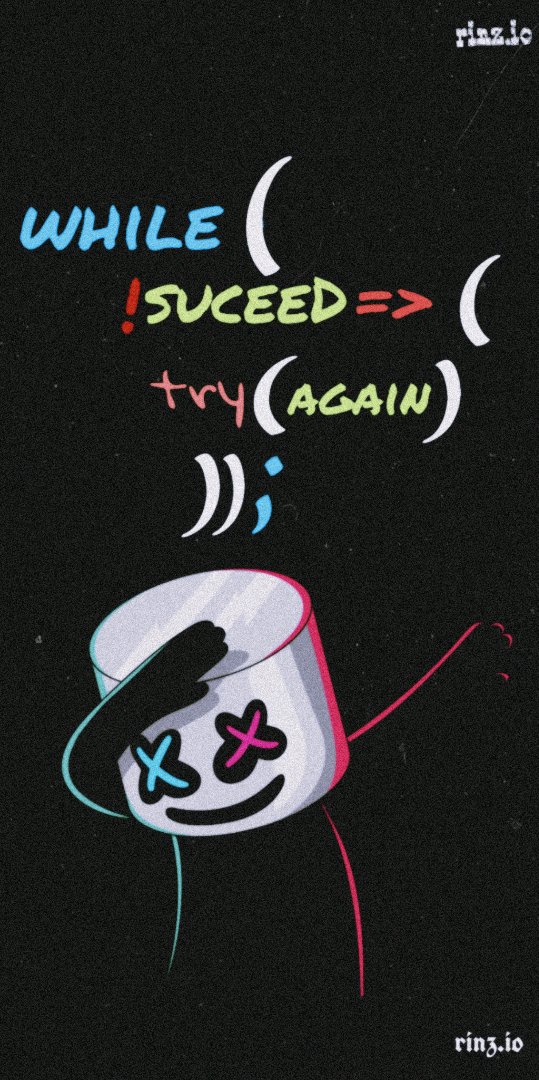 rinz.io
WHILE (
!SUCEED => (
try(AGAIN)
));
rinz.io